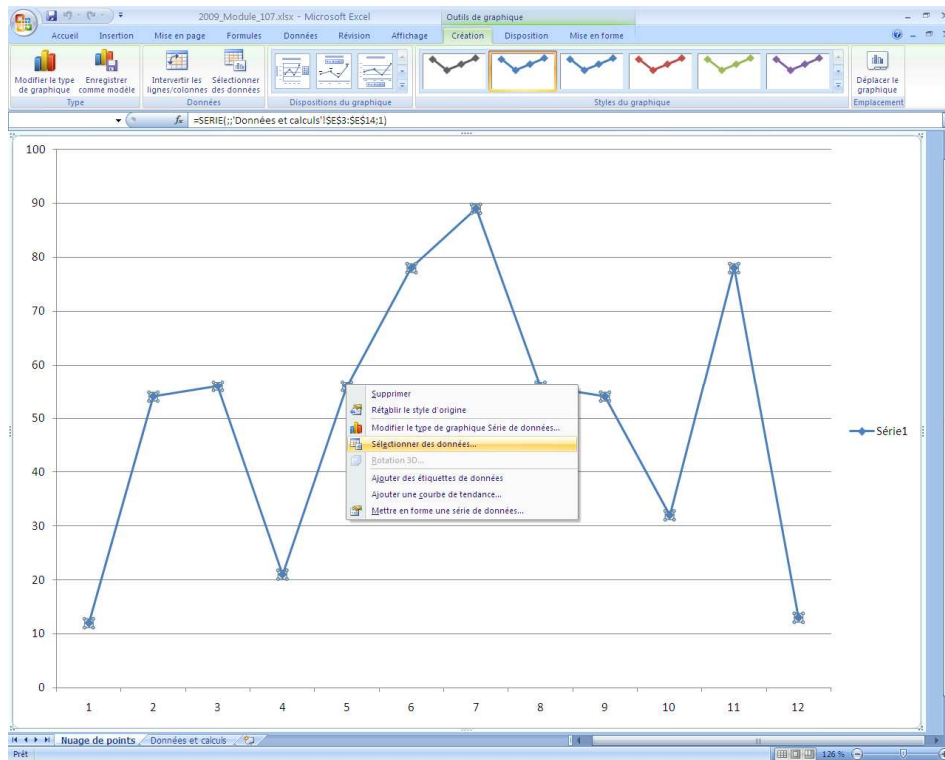 2009_Module_107.xlsx - Microsoft Excel
Outils de graphique
Accueil Insertion Mise en page Formules Données Révision Affichage Création Disposition Mise en forme
Modifier le type de graphique
Enregistrer comme modèle
Intervertir les lignes/colonnes
Sélectionner des données
Déplacer le graphique
Type Données Dispositions du graphique Styles du graphique Emplacement
fx =SERIE(;;'Données et calculs'!$E$3:$E$14;1)
100
90
80
70
60
50
40
30
20
10
0
Supprimer
Rétablir le style d'origine
Modifier le type de graphique Série de données...
Sélectionner des données...
Rotation 3D...
Ajouter des étiquettes de données
Ajouter une courbe de tendance...
Mettre en forme une série de données...
Série1
1 2 3 4 5 6 7 8 9 10 11 12
Nuage de points Données et calculs
Prêt 126 %